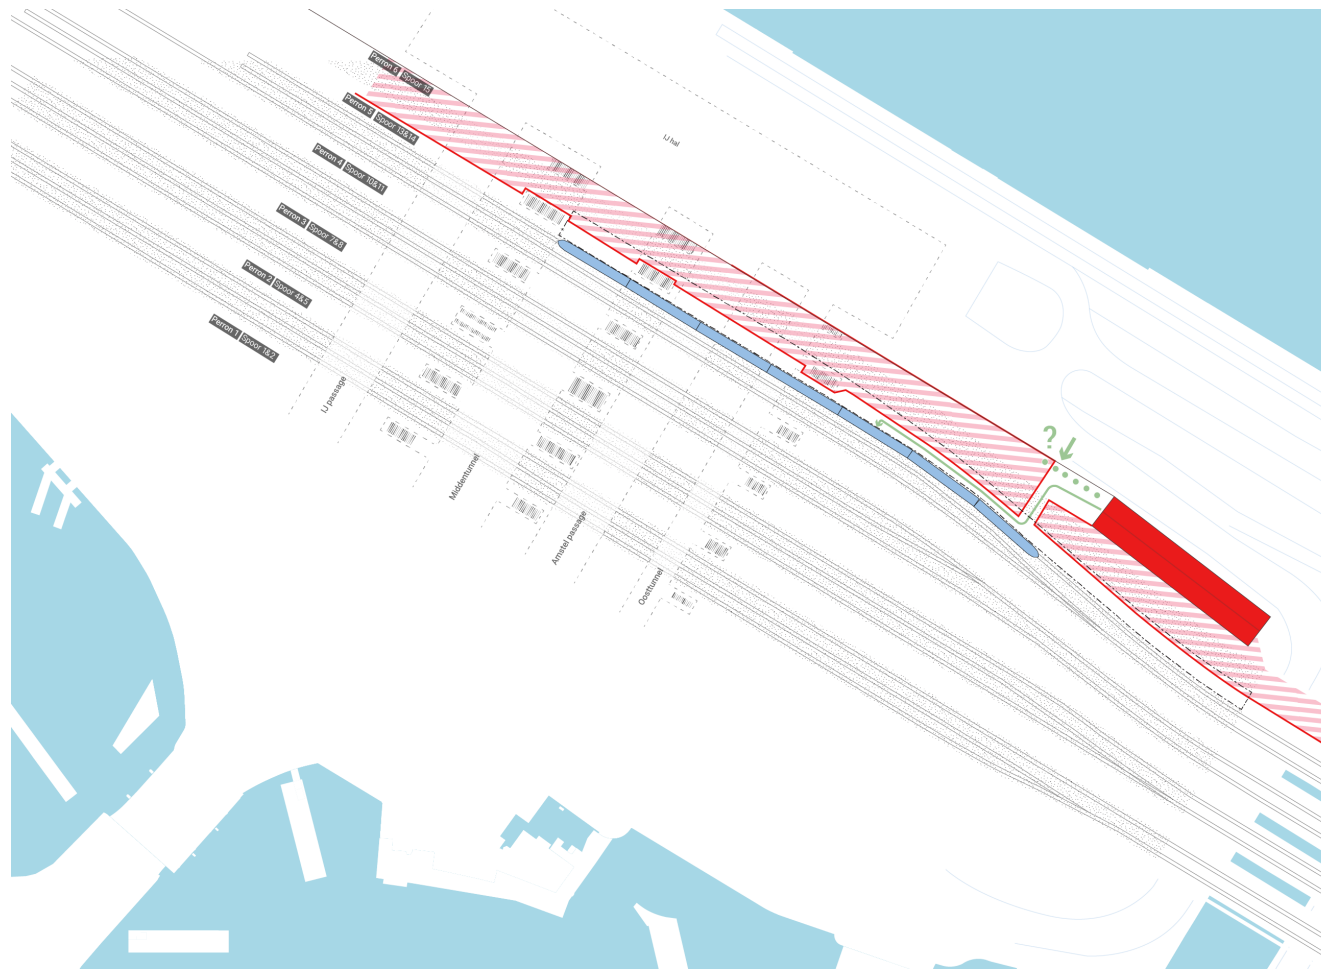 Perron 6 Spoor 15
Perron 5 Spoor 13&14
IJ hal
Perron 4 Spoor 10&11
Perron 3 Spoor 7&8
Perron 2 Spoor 4&5
Perron 1 Spoor 1&2
IJ passage
?
Middentunnel
Amstel passage
Oosttunnel